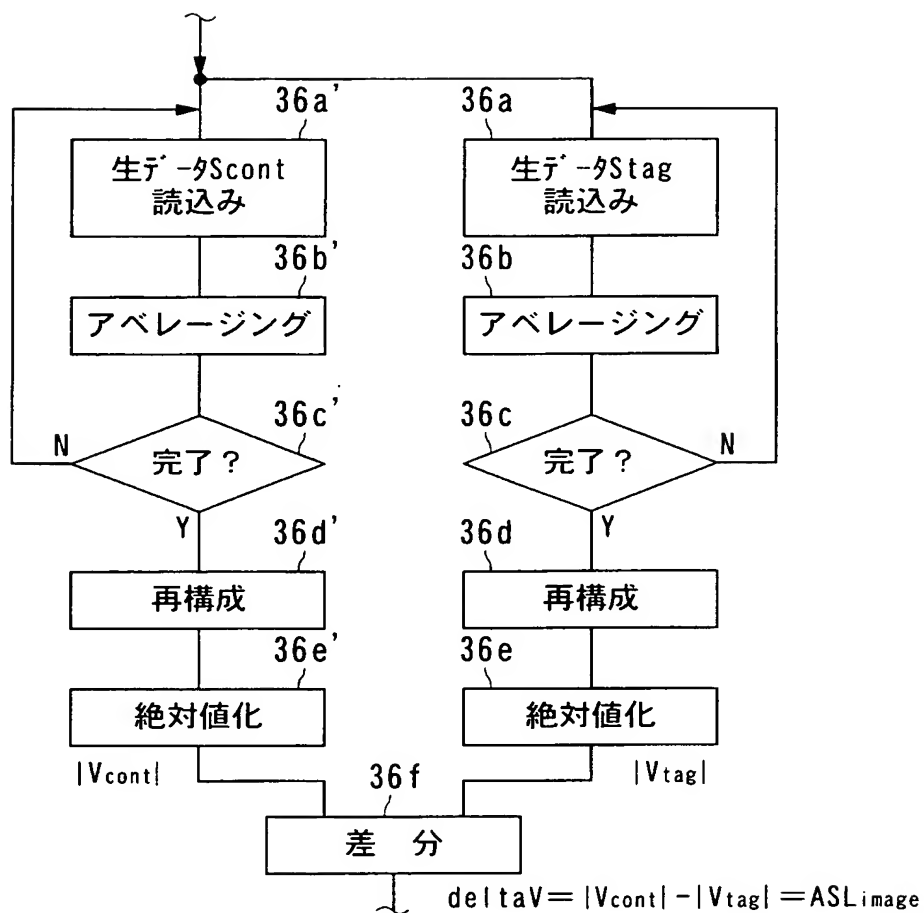 36a'
36a
生データScont
読込み
生データStag
読込み
36b'
36b
アベレージング
アベレージング
36c'
36c
N
完了?
完了?
N
Y
Y
36d'
36d
再構成
再構成
36e'
36e
絶対値化
絶対値化
|Vcont|
|Vtag|
36f
差 分
deltaV=|Vcont|-|Vtag|=ASLimage